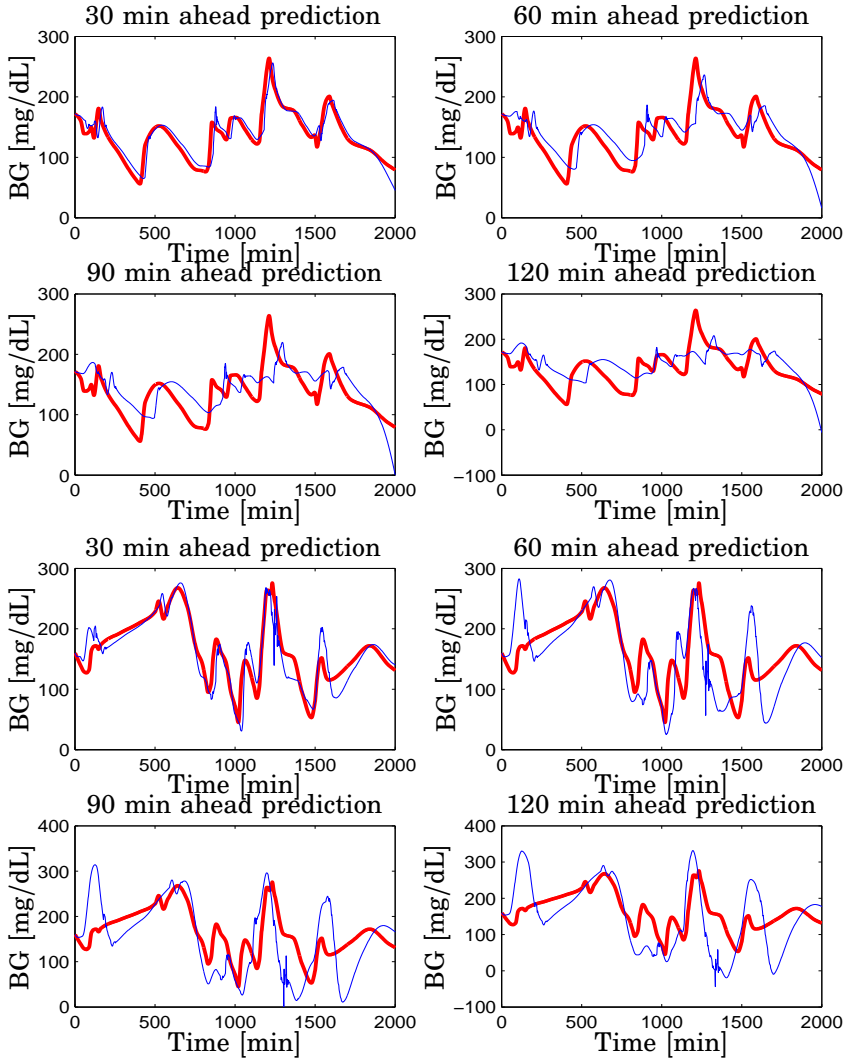 30 min ahead prediction
300
200
100
0
0 500 1000 1500 2000
BG [mg/dL]
Time [min]
60 min ahead prediction
300
200
100
0
0 500 1000 1500 2000
BG [mg/dL]
Time [min]
90 min ahead prediction
300
200
100
0
0 500 1000 1500 2000
BG [mg/dL]
Time [min]
120 min ahead prediction
300
200
100
0
−100
0 500 1000 1500 2000
BG [mg/dL]
Time [min]
30 min ahead prediction
300
200
100
0
0 500 1000 1500 2000
BG [mg/dL]
Time [min]
60 min ahead prediction
300
200
100
0
0 500 1000 1500 2000
BG [mg/dL]
Time [min]
90 min ahead prediction
400
300
200
100
0
0 500 1000 1500 2000
BG [mg/dL]
Time [min]
120 min ahead prediction
400
300
200
100
0
−100
0 500 1000 1500 2000
BG [mg/dL]
Time [min]